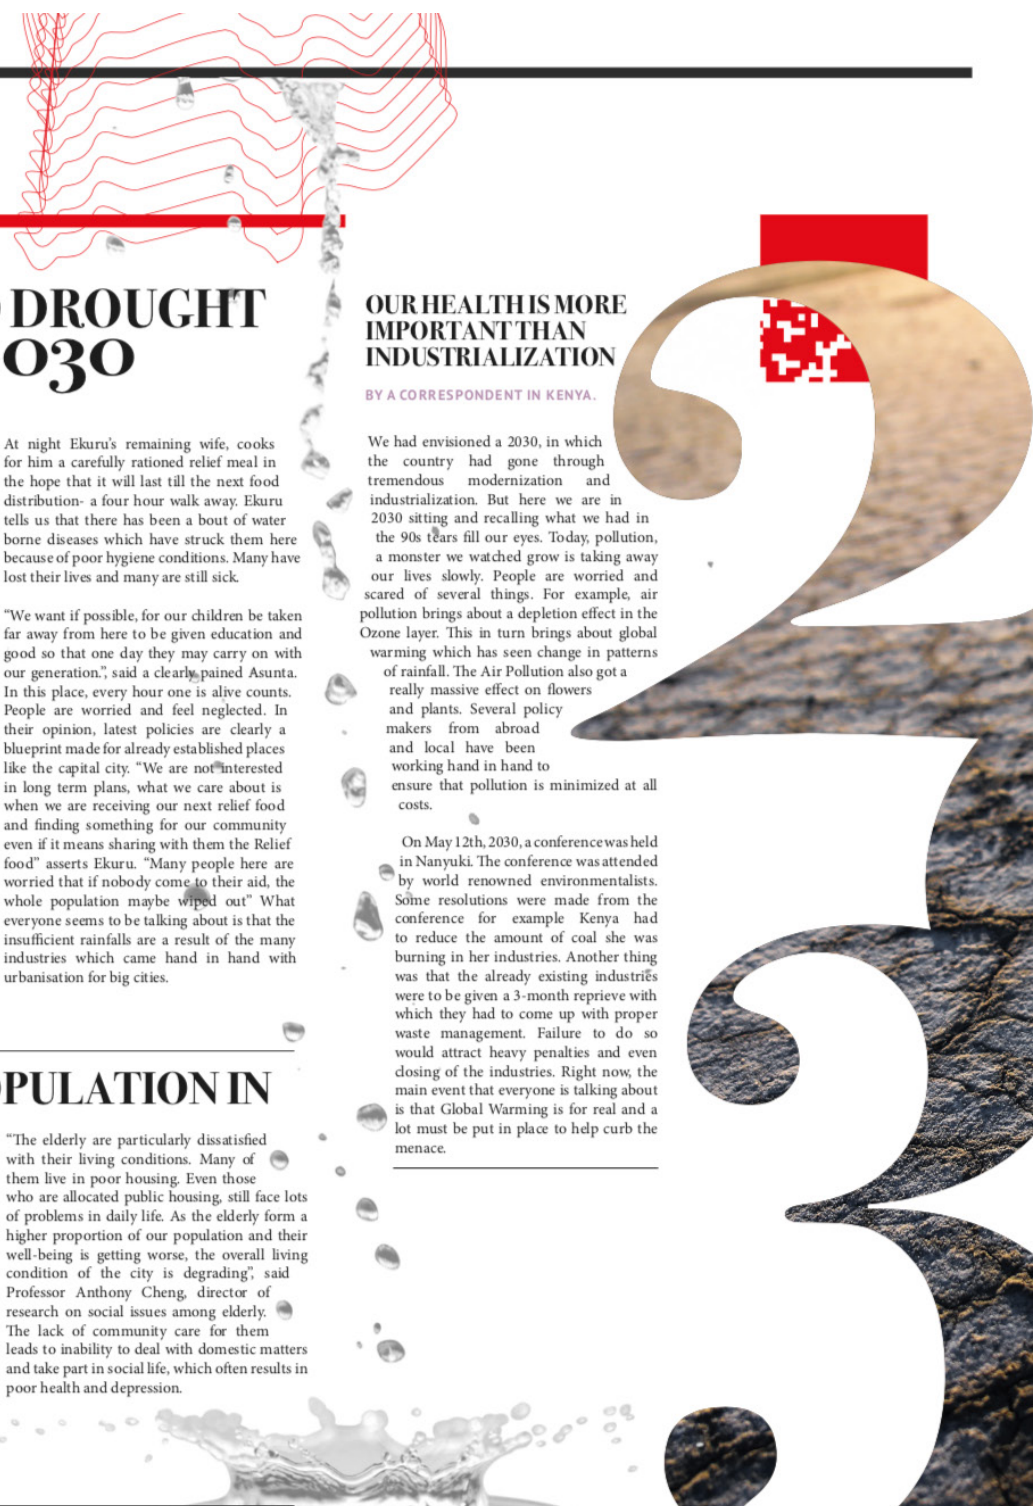 DROUGHT
030
At night Ekuru's remaining wife, cooks
for him a carefully rationed relief meal in
the hope that it will last till the next food
distribution- a four hour walk away. Ekuru
tells us that there has been a bout of water
borne diseases which have struck them here
because of poor hygiene conditions. Many have
lost their lives and many are still sick.
“We want if possible, for our children be taken
far away from here to be given education and
good so that one day they may carry on with
our generation.”, said a clearly pained Asunta.
In this place, every hour one is alive counts.
People are worried and feel neglected. In
their opinion, latest policies are clearly a
blueprint made for already established places
like the capital city. “We are not interested
in long term plans, what we care about is
when we are receiving our next relief food
and finding something for our community
even if it means sharing with them the Relief
food” asserts Ekuru. “Many people here are
worried that if nobody come to their aid, the
whole population maybe wiped out” What
everyone seems to be talking about is that the
insufficient rainfalls are a result of the many
industries which came hand in hand with
urbanisation for big cities.
PULATION IN
“The elderly are particularly dissatisfied
with their living conditions. Many of
them live in poor housing. Even those
who are allocated public housing, still face lots
of problems in daily life. As the elderly form a
higher proportion of our population and their
well-being is getting worse, the overall living
condition of the city is degrading”, said
Professor Anthony Cheng, director of
research on social issues among elderly.
The lack of community care for them
leads to inability to deal with domestic matters
and take part in social life, which often results in
poor health and depression.
OUR HEALTH IS MORE
IMPORTANT THAN
INDUSTRIALIZATION
BY A CORRESPONDENT IN KENYA.
We had envisioned a 2030, in which
the country had gone through
tremendous modernization and
industrialization. But here we are in
2030 sitting and recalling what we had in
the 90s tears fill our eyes. Today, pollution,
a monster we watched grow is taking away
our lives slowly. People are worried and
scared of several things. For example, air
pollution brings about a depletion effect in the
Ozone layer. This in turn brings about global
warming which has seen change in patterns
of rainfall. The Air Pollution also got a
really massive effect on flowers
and plants. Several policy
makers from abroad
and local have been
working hand in hand to
ensure that pollution is minimized at all
costs.
On May 12th, 2030, a conference was held
in Nanyuki. The conference was attended
by world renowned environmentalists.
Some resolutions were made from the
conference for example Kenya had
to reduce the amount of coal she was
burning in her industries. Another thing
was that the already existing industries
were to be given a 3-month reprieve with
which they had to come up with proper
waste management. Failure to do so
would attract heavy penalties and even
closing of the industries. Right now, the
main event that everyone is talking about
is that Global Warming is for real and a
lot must be put in place to help curb the
menace.
2
3